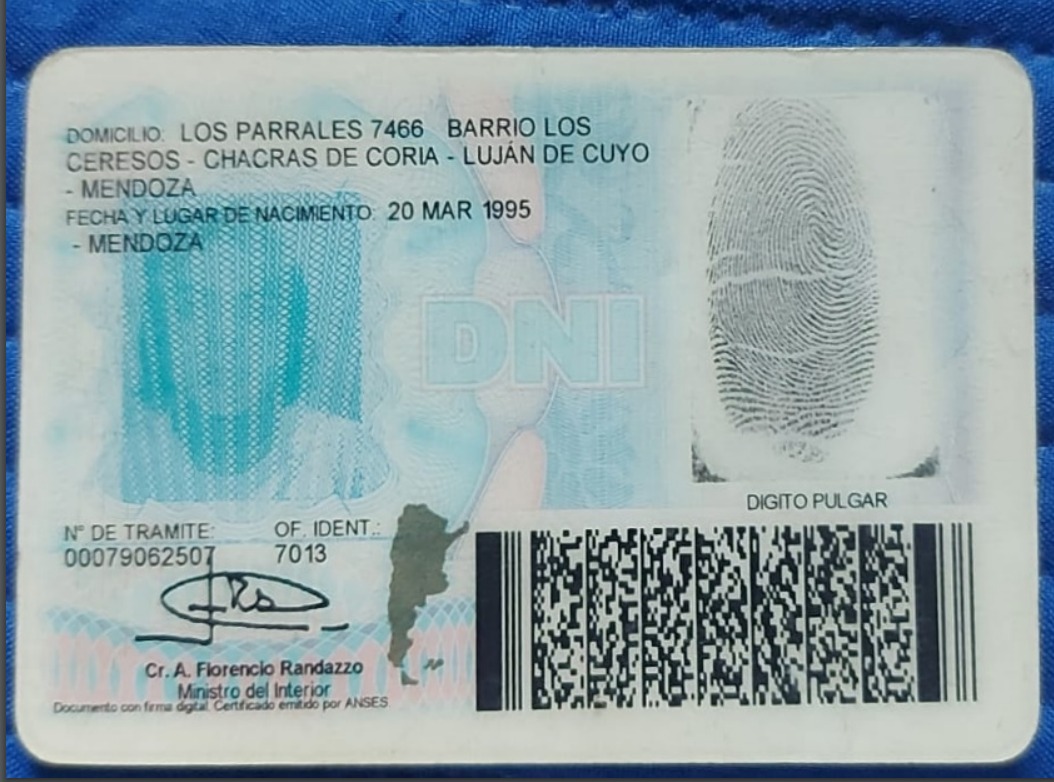 DOMICILIO: LOS PARRALES 7466 BARRIO LOS
CERESOS - CHACRAS DE CORIA - LUJÁN DE CUYO
- MENDOZA
FECHA Y LUGAR DE NACIMIENTO: 20 MAR 1995
- MENDOZA
DNI
DIGITO PULGAR
N° DE TRAMITE: OF. IDENT.:
00079062507 7013
Cr. A. Florencio Randazzo
Ministro del Interior
Documento con firma digital. Certificado emitido por ANSES